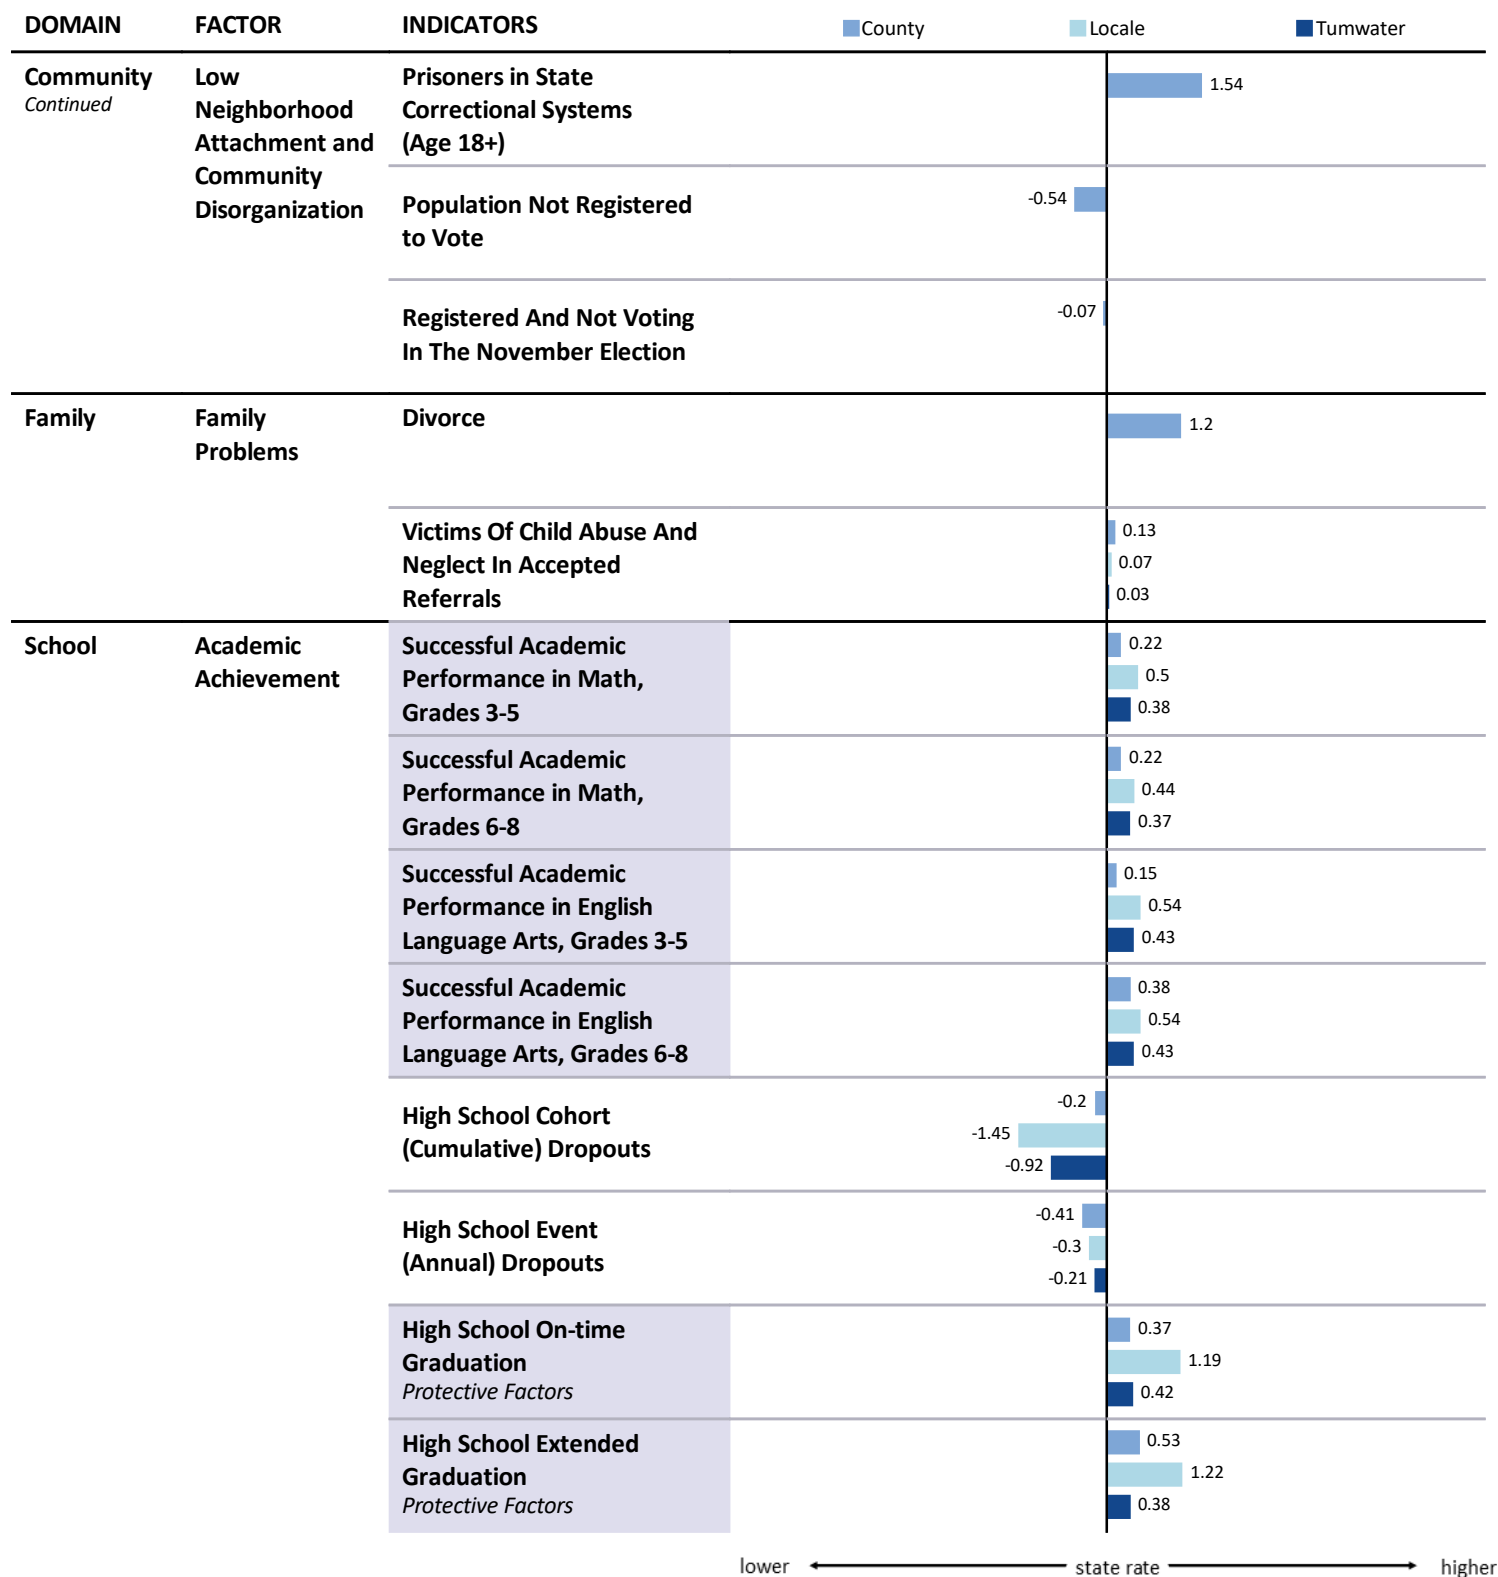 DOMAIN FACTOR INDICATORS County Locale Tumwater
Community
Continued
Low
Neighborhood
Attachment and
Community
Disorganization
Prisoners in State
Correctional Systems
(Age 18+)
1.54
Population Not Registered
to Vote
-0.54
Registered And Not Voting
In The November Election
-0.07
Family
Family
Problems
Divorce
1.2
Victims Of Child Abuse And
Neglect In Accepted
Referrals
0.13
0.07
0.03
School
Academic
Achievement
Successful Academic
Performance in Math,
Grades 3-5
0.22
0.5
0.38
Successful Academic
Performance in Math,
Grades 6-8
0.22
0.44
0.37
Successful Academic
Performance in English
Language Arts, Grades 3-5
0.15
0.54
0.43
Successful Academic
Performance in English
Language Arts, Grades 6-8
0.38
0.54
0.43
High School Cohort
(Cumulative) Dropouts
-0.2
-1.45
-0.92
High School Event
(Annual) Dropouts
-0.41
-0.3
-0.21
High School On-time
Graduation
Protective Factors
0.37
1.19
0.42
High School Extended
Graduation
Protective Factors
0.53
1.22
0.38
lower state rate higher